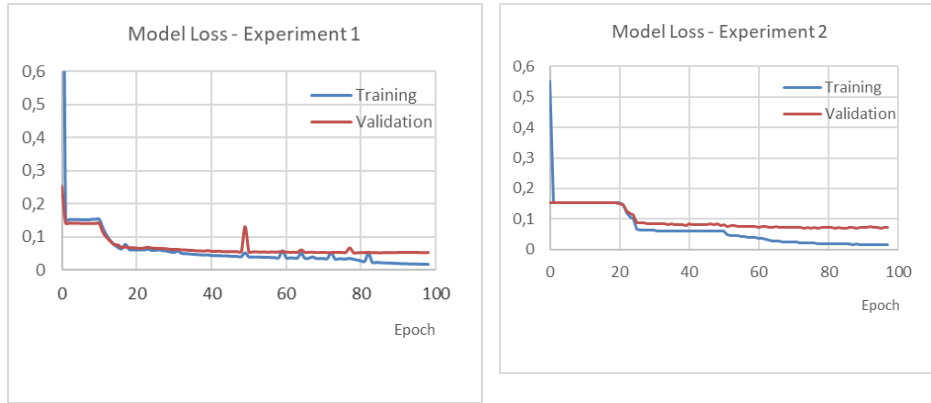 Model Loss - Experiment 1
0,6
0,5
0,4
0,3
0,2
0,1
0
Training
Validation
0 20 40 60 80 100
Epoch
Model Loss - Experiment 2
0,6
0,5
0,4
0,3
0,2
0,1
0
Training
Validation
0 20 40 60 80 100
Epoch